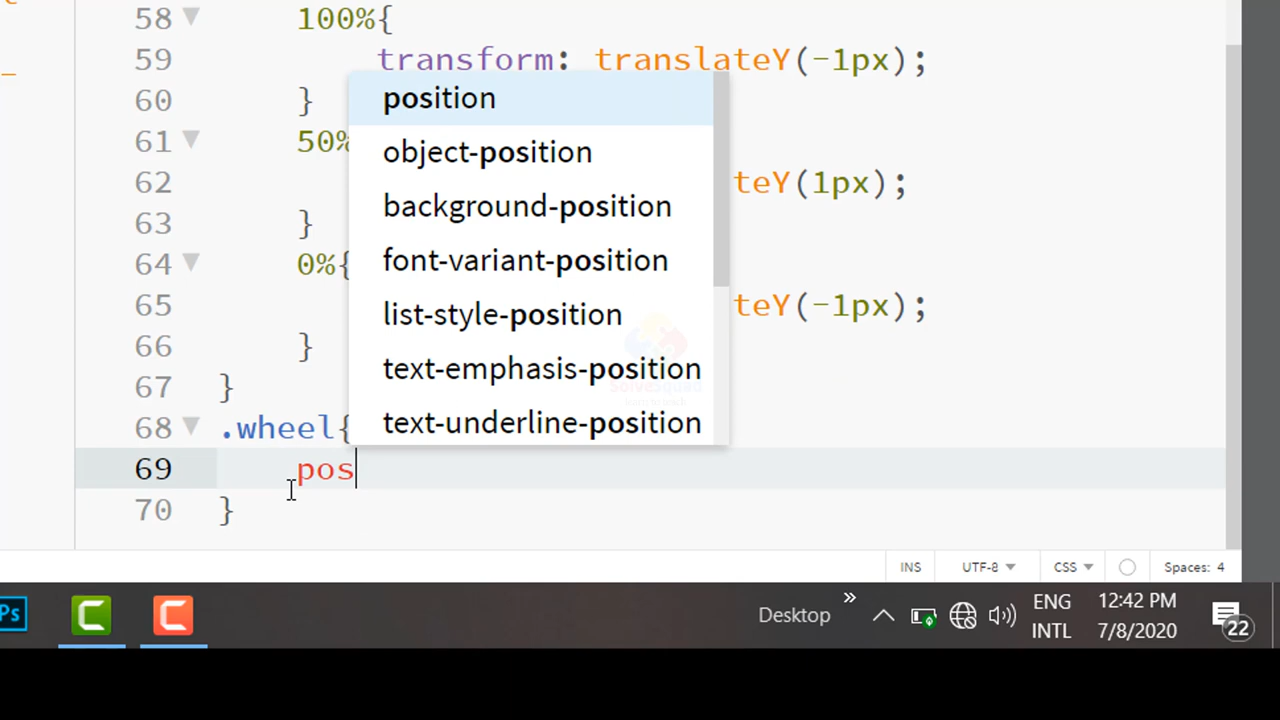 58 100%{
59 transform: translateY(-1px);
60 }
61 50%
62 teY(1px);
63 }
64 0%{
65 teY(-1px);
66 }
67 }
68 .wheel{
69 pos
70 }
position
object-position
background-position
font-variant-position
list-style-position
text-emphasis-position
text-underline-position
Solvesquad
INS UTF-8 CSS Spaces: 4
Ps Desktop ENG 12:42 PM
INTL 7/8/2020 22